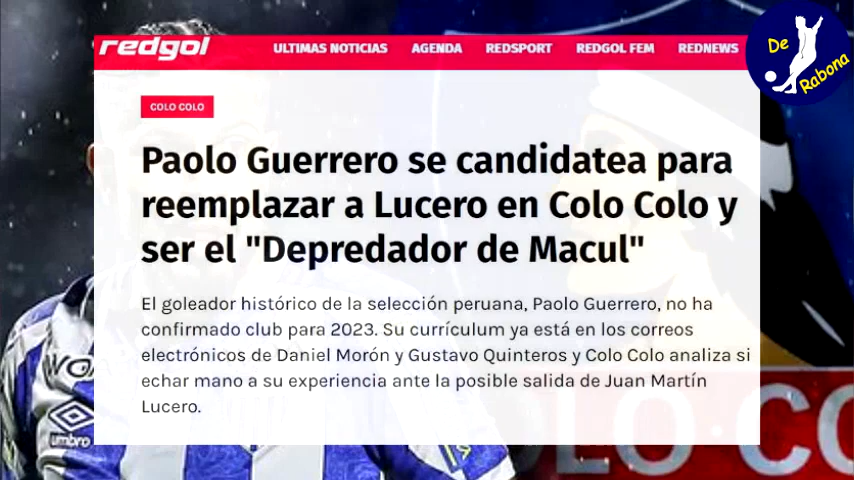 redgol
ULTIMAS NOTICIAS AGENDA REDSPORT REDGOL FEM REDNEWS
De
Rabona
COLO COLO
Paolo Guerrero se candidatea para
reemplazar a Lucero en Colo Colo y
ser el "Depredador de Macul"
El goleador histórico de la selección peruana, Paolo Guerrero, no ha
confirmado club para 2023. Su currículum ya está en los correos
electrónicos de Daniel Morón y Gustavo Quinteros y Colo Colo analiza si
echar mano a su experiencia ante la posible salida de Juan Martín
Lucero.
umbro
OLO-CO